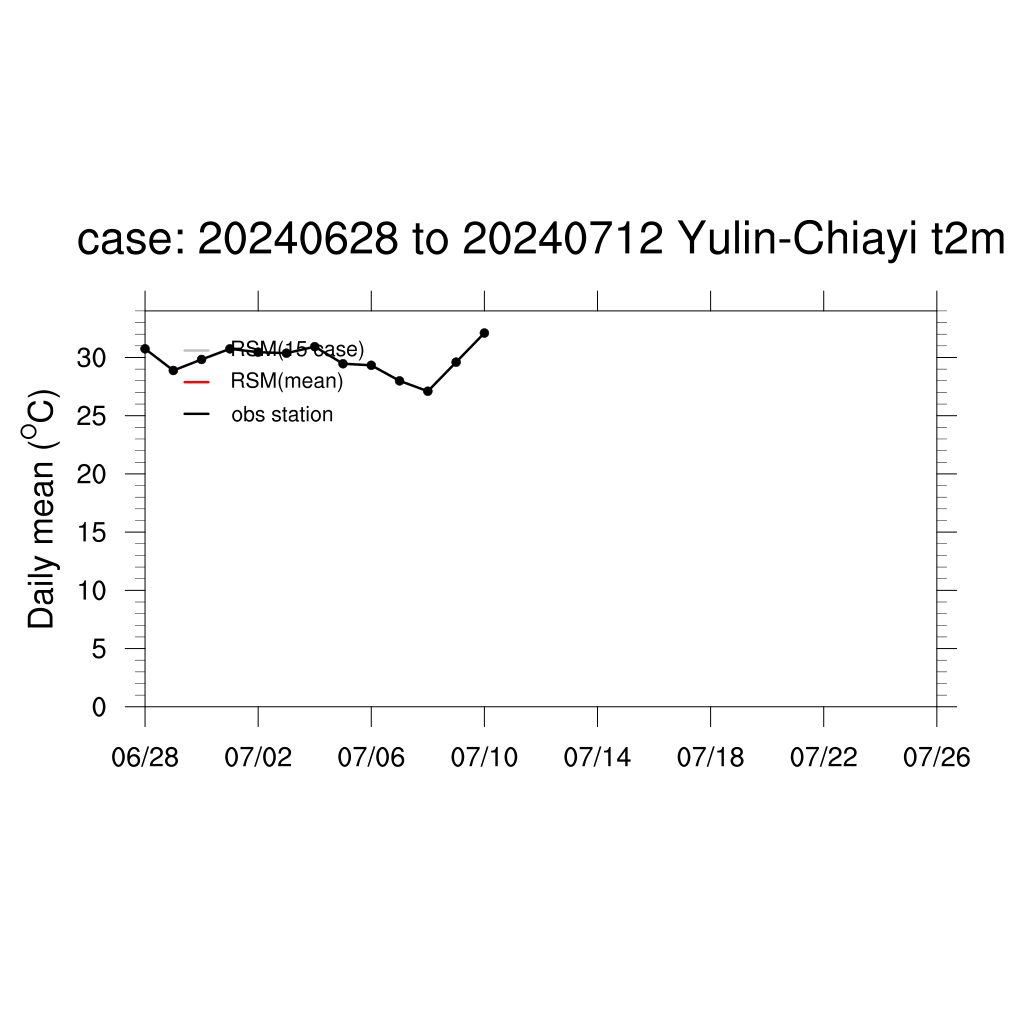 case: 20240628 to 20240712 Yulin-Chiayi t2m
Daily mean (°C)
30
25
20
15
10
5
0
RSM(15 case)
RSM(mean)
obs station
06/28 07/02 07/06 07/10 07/14 07/18 07/22 07/26